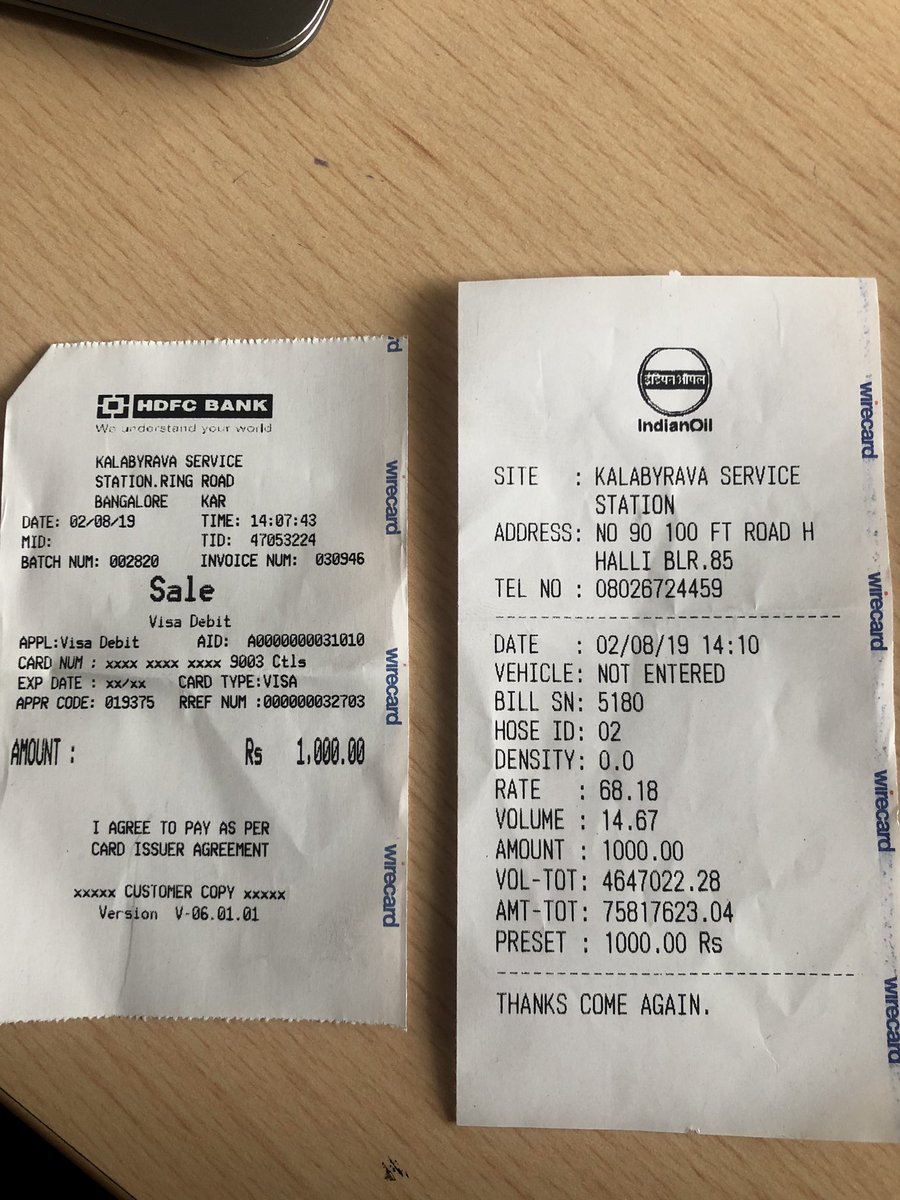 HDFC BANK
We understand your world
KALABYRAVA SERVICE
STATION.RING ROAD
BANGALORE KAR
DATE: 02/08/19 TIME: 14:07:43
MID: TID: 47053224
BATCH NUM: 002820 INVOICE NUM: 030946
Sale
Visa Debit
APPL:Visa Debit AID: A0000000031010
CARD NUM : xxxx xxxx xxxx 9003 Ctls
EXP DATE : xx/xx CARD TYPE:VISA
APPR CODE: 019375 RREF NUM :000000032703
AMOUNT : Rs 1,000.00
I AGREE TO PAY AS PER
CARD ISSUER AGREEMENT
xxxxx CUSTOMER COPY xxxxx
Version V-06.01.01
d
wirecard
wirecard
wirecard
इंडियनऑयल
IndianOil
SITE : KALABYRAVA SERVICE
STATION
ADDRESS: NO 90 100 FT ROAD H
HALLI BLR.85
TEL NO : 08026724459
DATE : 02/08/19 14:10
VEHICLE: NOT ENTERED
BILL SN: 5180
HOSE ID: 02
DENSITY: 0.0
RATE : 68.18
VOLUME : 14.67
AMOUNT : 1000.00
VOL-TOT: 4647022.28
AMT-TOT: 75817623.04
PRESET : 1000.00 Rs
THANKS COME AGAIN.
wirecard
wirecard
wirecard
wirecard